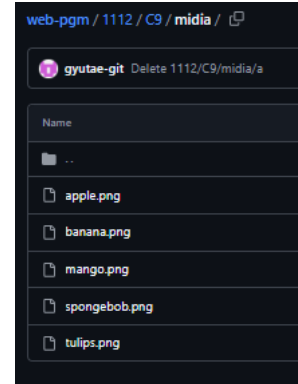 web-pgm / 1112 / C9 / midia /
gyutae-git Delete 1112/C9/midia/a
Name
..
apple.png
banana.png
mango.png
spongebob.png
tulips.png